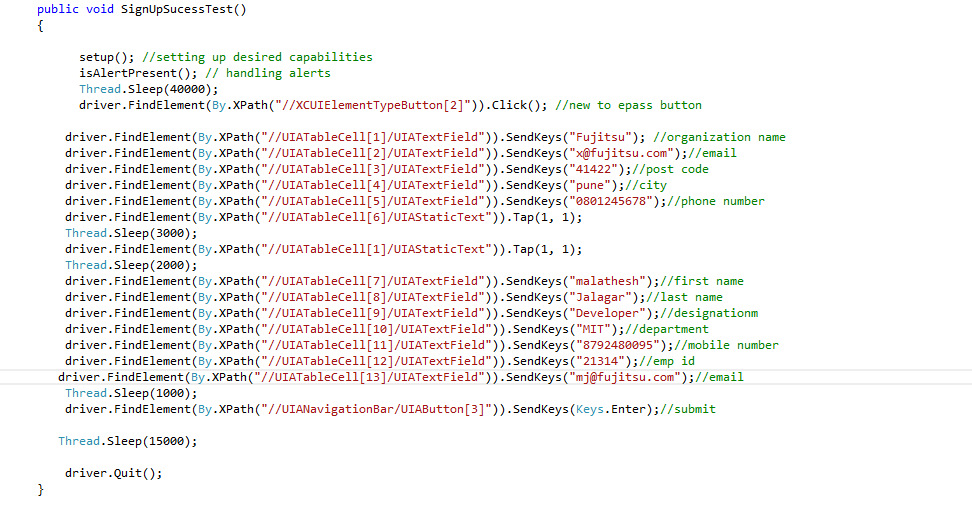 public void SignUpSucessTest()
{
setup(); //setting up desired capabilities
isAlertPresent(); // handling alerts
Thread.Sleep(40000);
driver.FindElement(By.XPath("//XCUIElementTypeButton[2]")).Click(); //new to epass button
driver.FindElement(By.XPath("//UIATableCell[1]/UIATextField")).SendKeys("Fujitsu"); //organization name
driver.FindElement(By.XPath("//UIATableCell[2]/UIATextField")).SendKeys("x@fujitsu.com");//email
driver.FindElement(By.XPath("//UIATableCell[3]/UIATextField")).SendKeys("41422");//post code
driver.FindElement(By.XPath("//UIATableCell[4]/UIATextField")).SendKeys("pune");//city
driver.FindElement(By.XPath("//UIATableCell[5]/UIATextField")).SendKeys("0801245678");//phone number
driver.FindElement(By.XPath("//UIATableCell[6]/UIAStaticText")).Tap(1, 1);
Thread.Sleep(3000);
driver.FindElement(By.XPath("//UIATableCell[1]/UIAStaticText")).Tap(1, 1);
Thread.Sleep(2000);
driver.FindElement(By.XPath("//UIATableCell[7]/UIATextField")).SendKeys("malathesh");//first name
driver.FindElement(By.XPath("//UIATableCell[8]/UIATextField")).SendKeys("Jalagar");//last name
driver.FindElement(By.XPath("//UIATableCell[9]/UIATextField")).SendKeys("Developer");//designationm
driver.FindElement(By.XPath("//UIATableCell[10]/UIATextField")).SendKeys("MIT");//department
driver.FindElement(By.XPath("//UIATableCell[11]/UIATextField")).SendKeys("8792480095");//mobile number
driver.FindElement(By.XPath("//UIATableCell[12]/UIATextField")).SendKeys("21314");//emp id
driver.FindElement(By.XPath("//UIATableCell[13]/UIATextField")).SendKeys("mj@fujitsu.com");//email
Thread.Sleep(1000);
driver.FindElement(By.XPath("//UIANavigationBar/UIAButton[3]")).SendKeys(Keys.Enter);//submit
Thread.Sleep(15000);
driver.Quit();
}